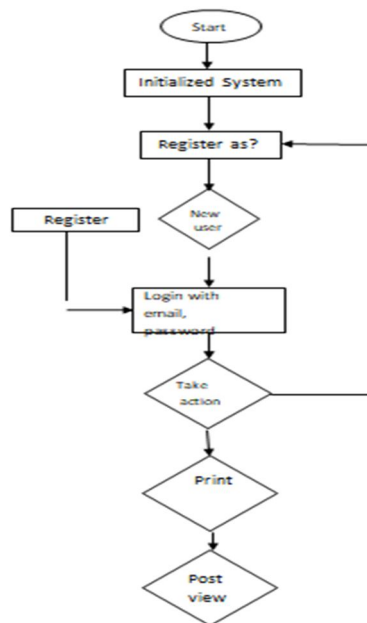 Start
Initialized System
Register as?
New
user
Register
Login with
email,
password
Take
action
Print
Post
view